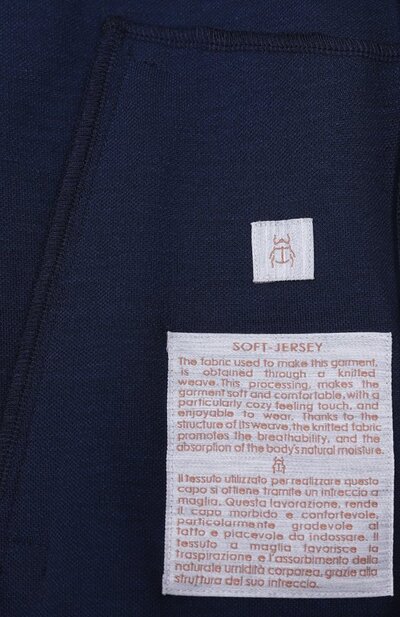 SOFT-JERSEY
The fabric used to make this garment,
is obtained through a knitted
weave. This processing, makes the
garment soft and comfortable, with a
particularly cozy feeling touch, and
enjoyable to wear. Thanks to the
structure of its weave, the knitted fabric
promotes the breathability, and the
absorption of the body's natural moisture.
Il tessuto utilizzato per realizzare questo
capo si ottiene tramite un intreccio a
maglia. Questa lavorazione, rende
il capo morbido e confortevole,
particolarmente gradevole al
tatto e piacevole da indossare. Il
tessuto a maglia favorisce la
traspirazione e l'assorbimento della
naturale umidità corporea, grazie alla
struttura del suo intreccio.